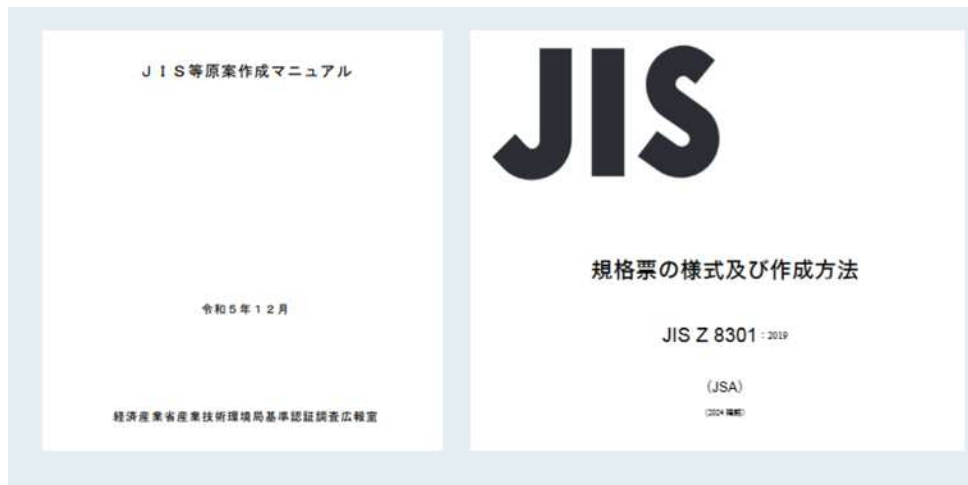 ＪＩＳ等原案作成マニュアル
令和５年１２月
経済産業省産業技術環境局基準認証調査広報室
JIS
規格票の様式及び作成方法
JIS Z 8301：2019
（JSA）